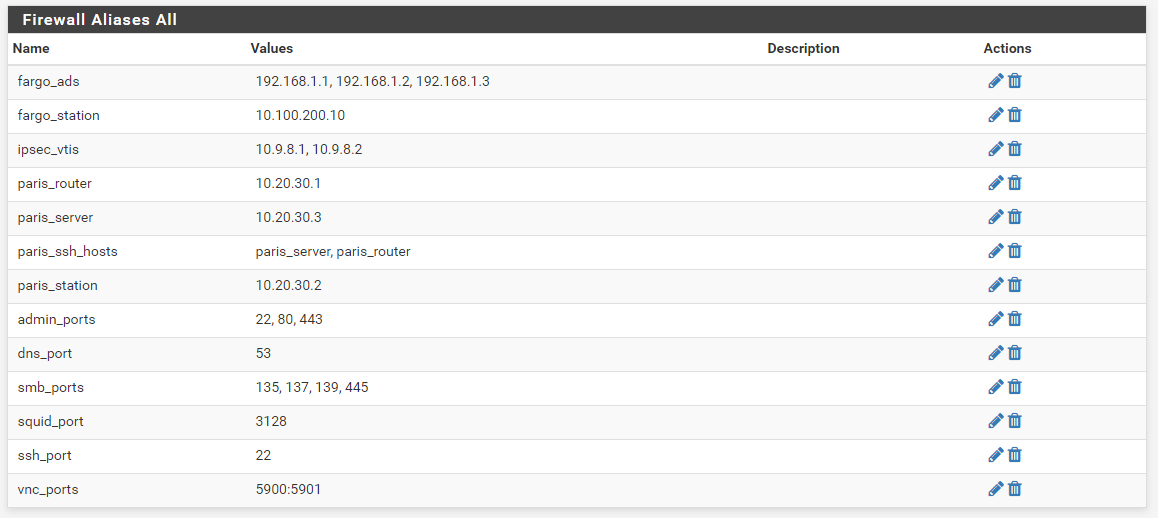 Firewall Aliases All
Name Values Description Actions
fargo_ads 192.168.1.1, 192.168.1.2, 192.168.1.3
fargo_station 10.100.200.10
ipsec_vtis 10.9.8.1, 10.9.8.2
paris_router 10.20.30.1
paris_server 10.20.30.3
paris_ssh_hosts paris_server, paris_router
paris_station 10.20.30.2
admin_ports 22, 80, 443
dns_port 53
smb_ports 135, 137, 139, 445
squid_port 3128
ssh_port 22
vnc_ports 5900:5901